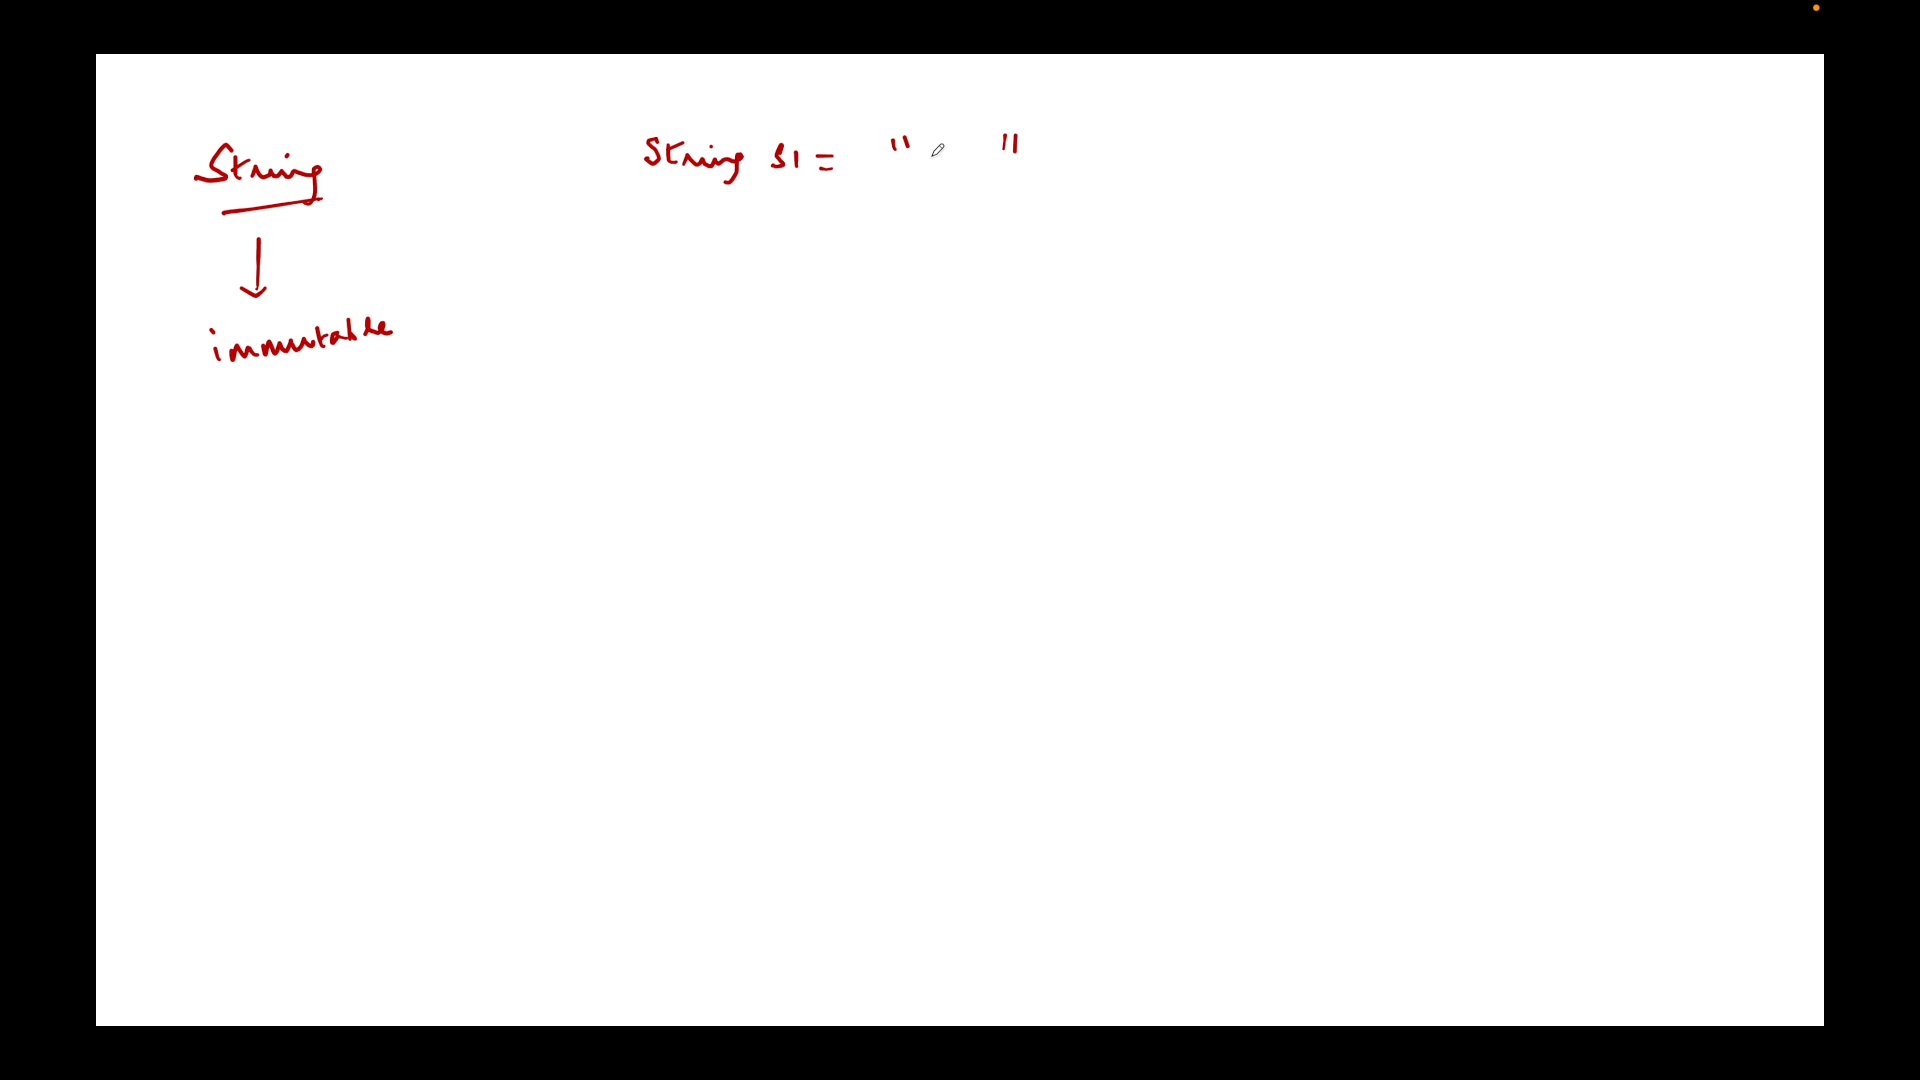 String
immutable
String s1 = "     "